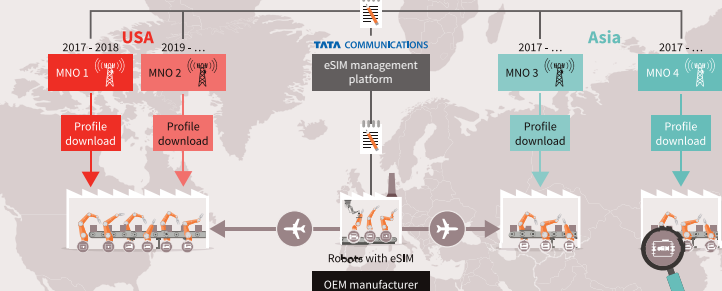 USA
2017 - 2018
2019 - ...
MNO 1
MNO 2
TATA COMMUNICATIONS
eSIM management
platform
Asia
2017 - ...
2017 - ...
MNO 3
MNO 4
Profile
download
Profile
download
Profile
download
Profile
download
Robots with eSIM
OEM manufacturer